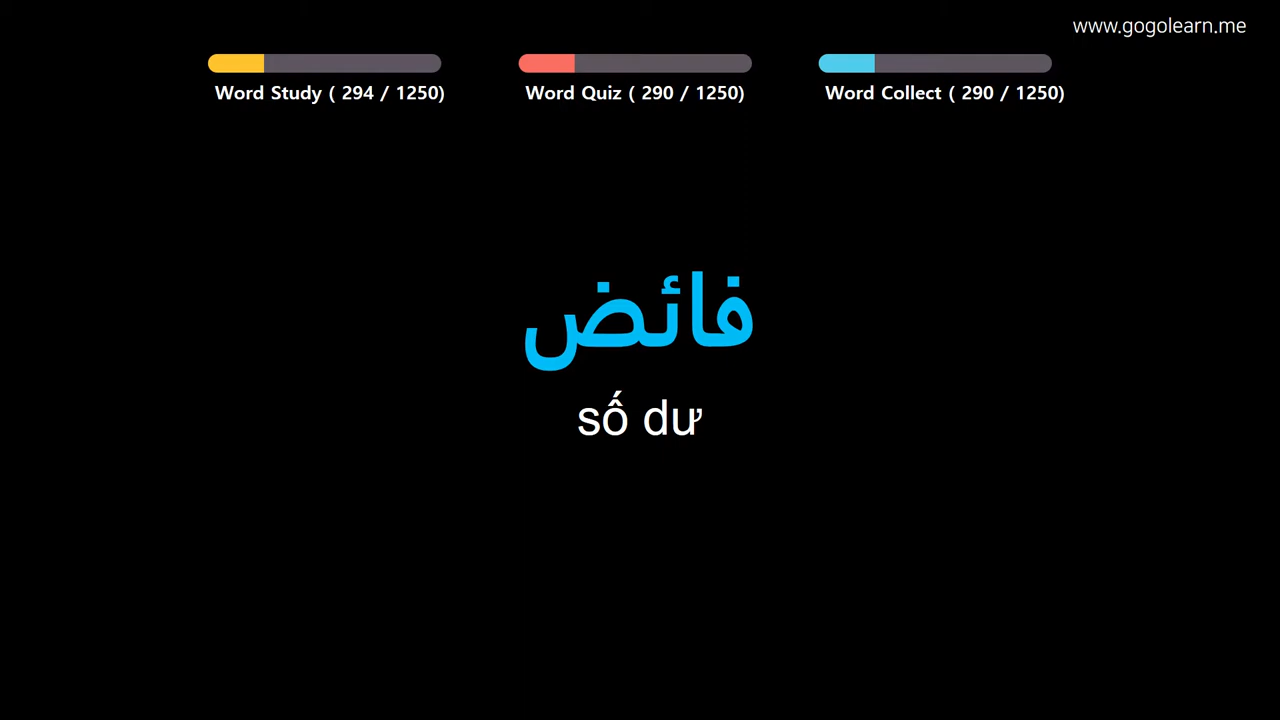 www.gogolearn.me
Word Study ( 294 / 1250)
Word Quiz ( 290 / 1250)
Word Collect ( 290 / 1250)
فائض
số dư